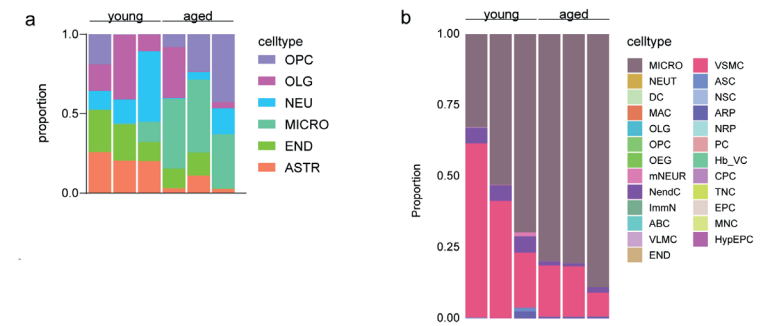 a
young aged
celltype
OPC
OLG
NEU
MICRO
END
ASTR
proportion
1.0
0.5
0.0
b
young aged
celltype
MICRO VSMC
NEUT ASC
DC NSC
MAC ARP
OLG NRP
OPC PC
OEG Hb_VC
mNEUR CPC
NendC TNC
ImmN EPC
ABC MNC
VLMC HypEPC
END
Proportion
1.00
0.75
0.50
0.25
0.00